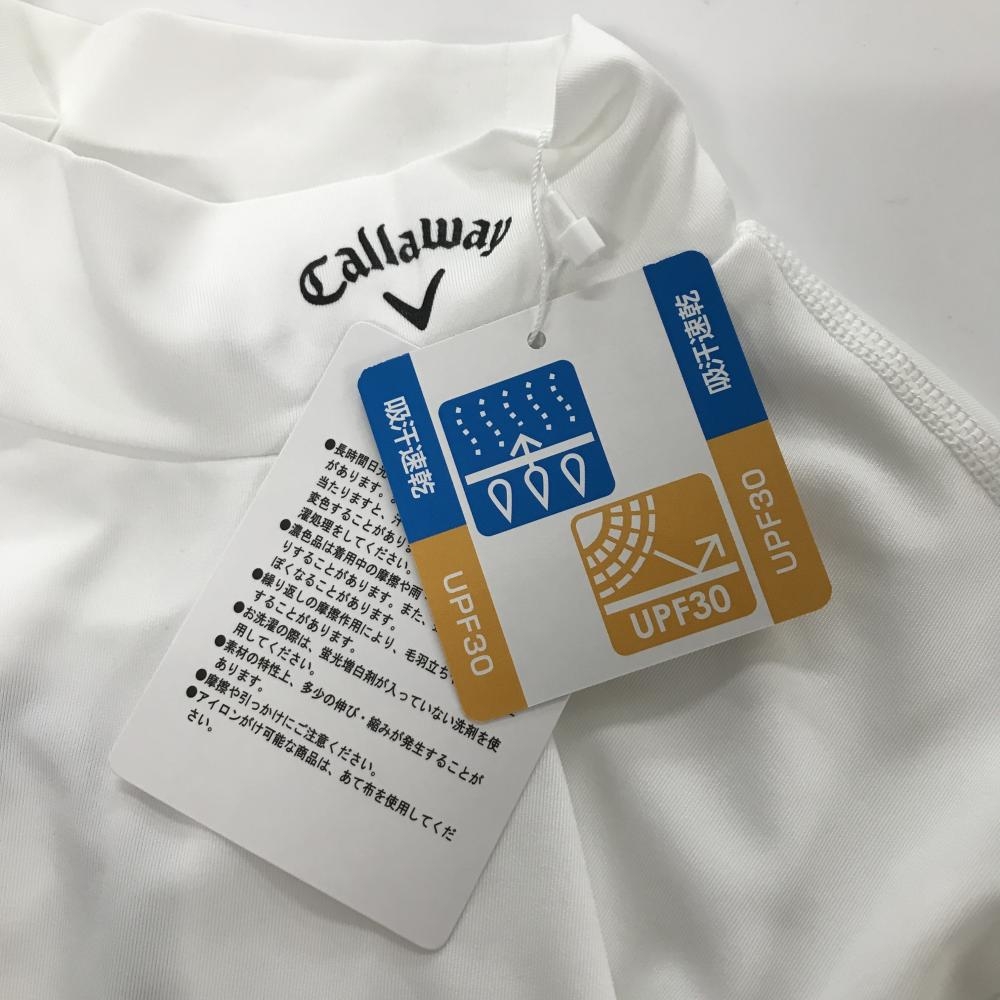 Callaway
吸汗速乾
UPF30
UPF30
吸汗速乾
UPF30
●長時間日光
があります。
当たりますと、汗
変色することがあり
濯処理をしてください。
●濃色品は着用中の摩擦や雨
りすることがあります。また、
ぽくなることがあります。
●繰り返しの摩擦作用により、毛羽立ち
することがあります。
●お洗濯の際は、蛍光増白剤が入っていない洗剤を使
用してください。
●素材の特性上、多少の伸び・縮みが発生することが
あります。
●摩擦や引っかけにご注意ください。
●アイロンがけ可能な商品は、あて布を使用してくだ
さい。